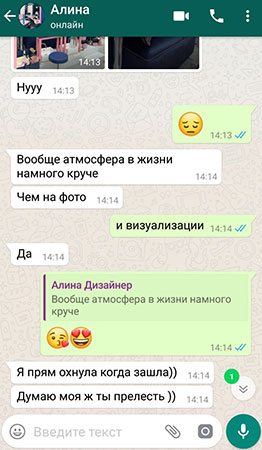 Алина
онлайн
14:13
14:13
Нууу 14:13
14:13
Вообще атмосфера в жизни
намного круче 14:14
Чем на фото 14:14
и визуализации 14:14
Да 14:14
Алина Дизайнер
Вообще атмосфера в жизни намного
круче
14:14
Я прям охнула когда зашла)) 14:14
1
Думаю моя ж ты прелесть )) 14:14
Введите текст